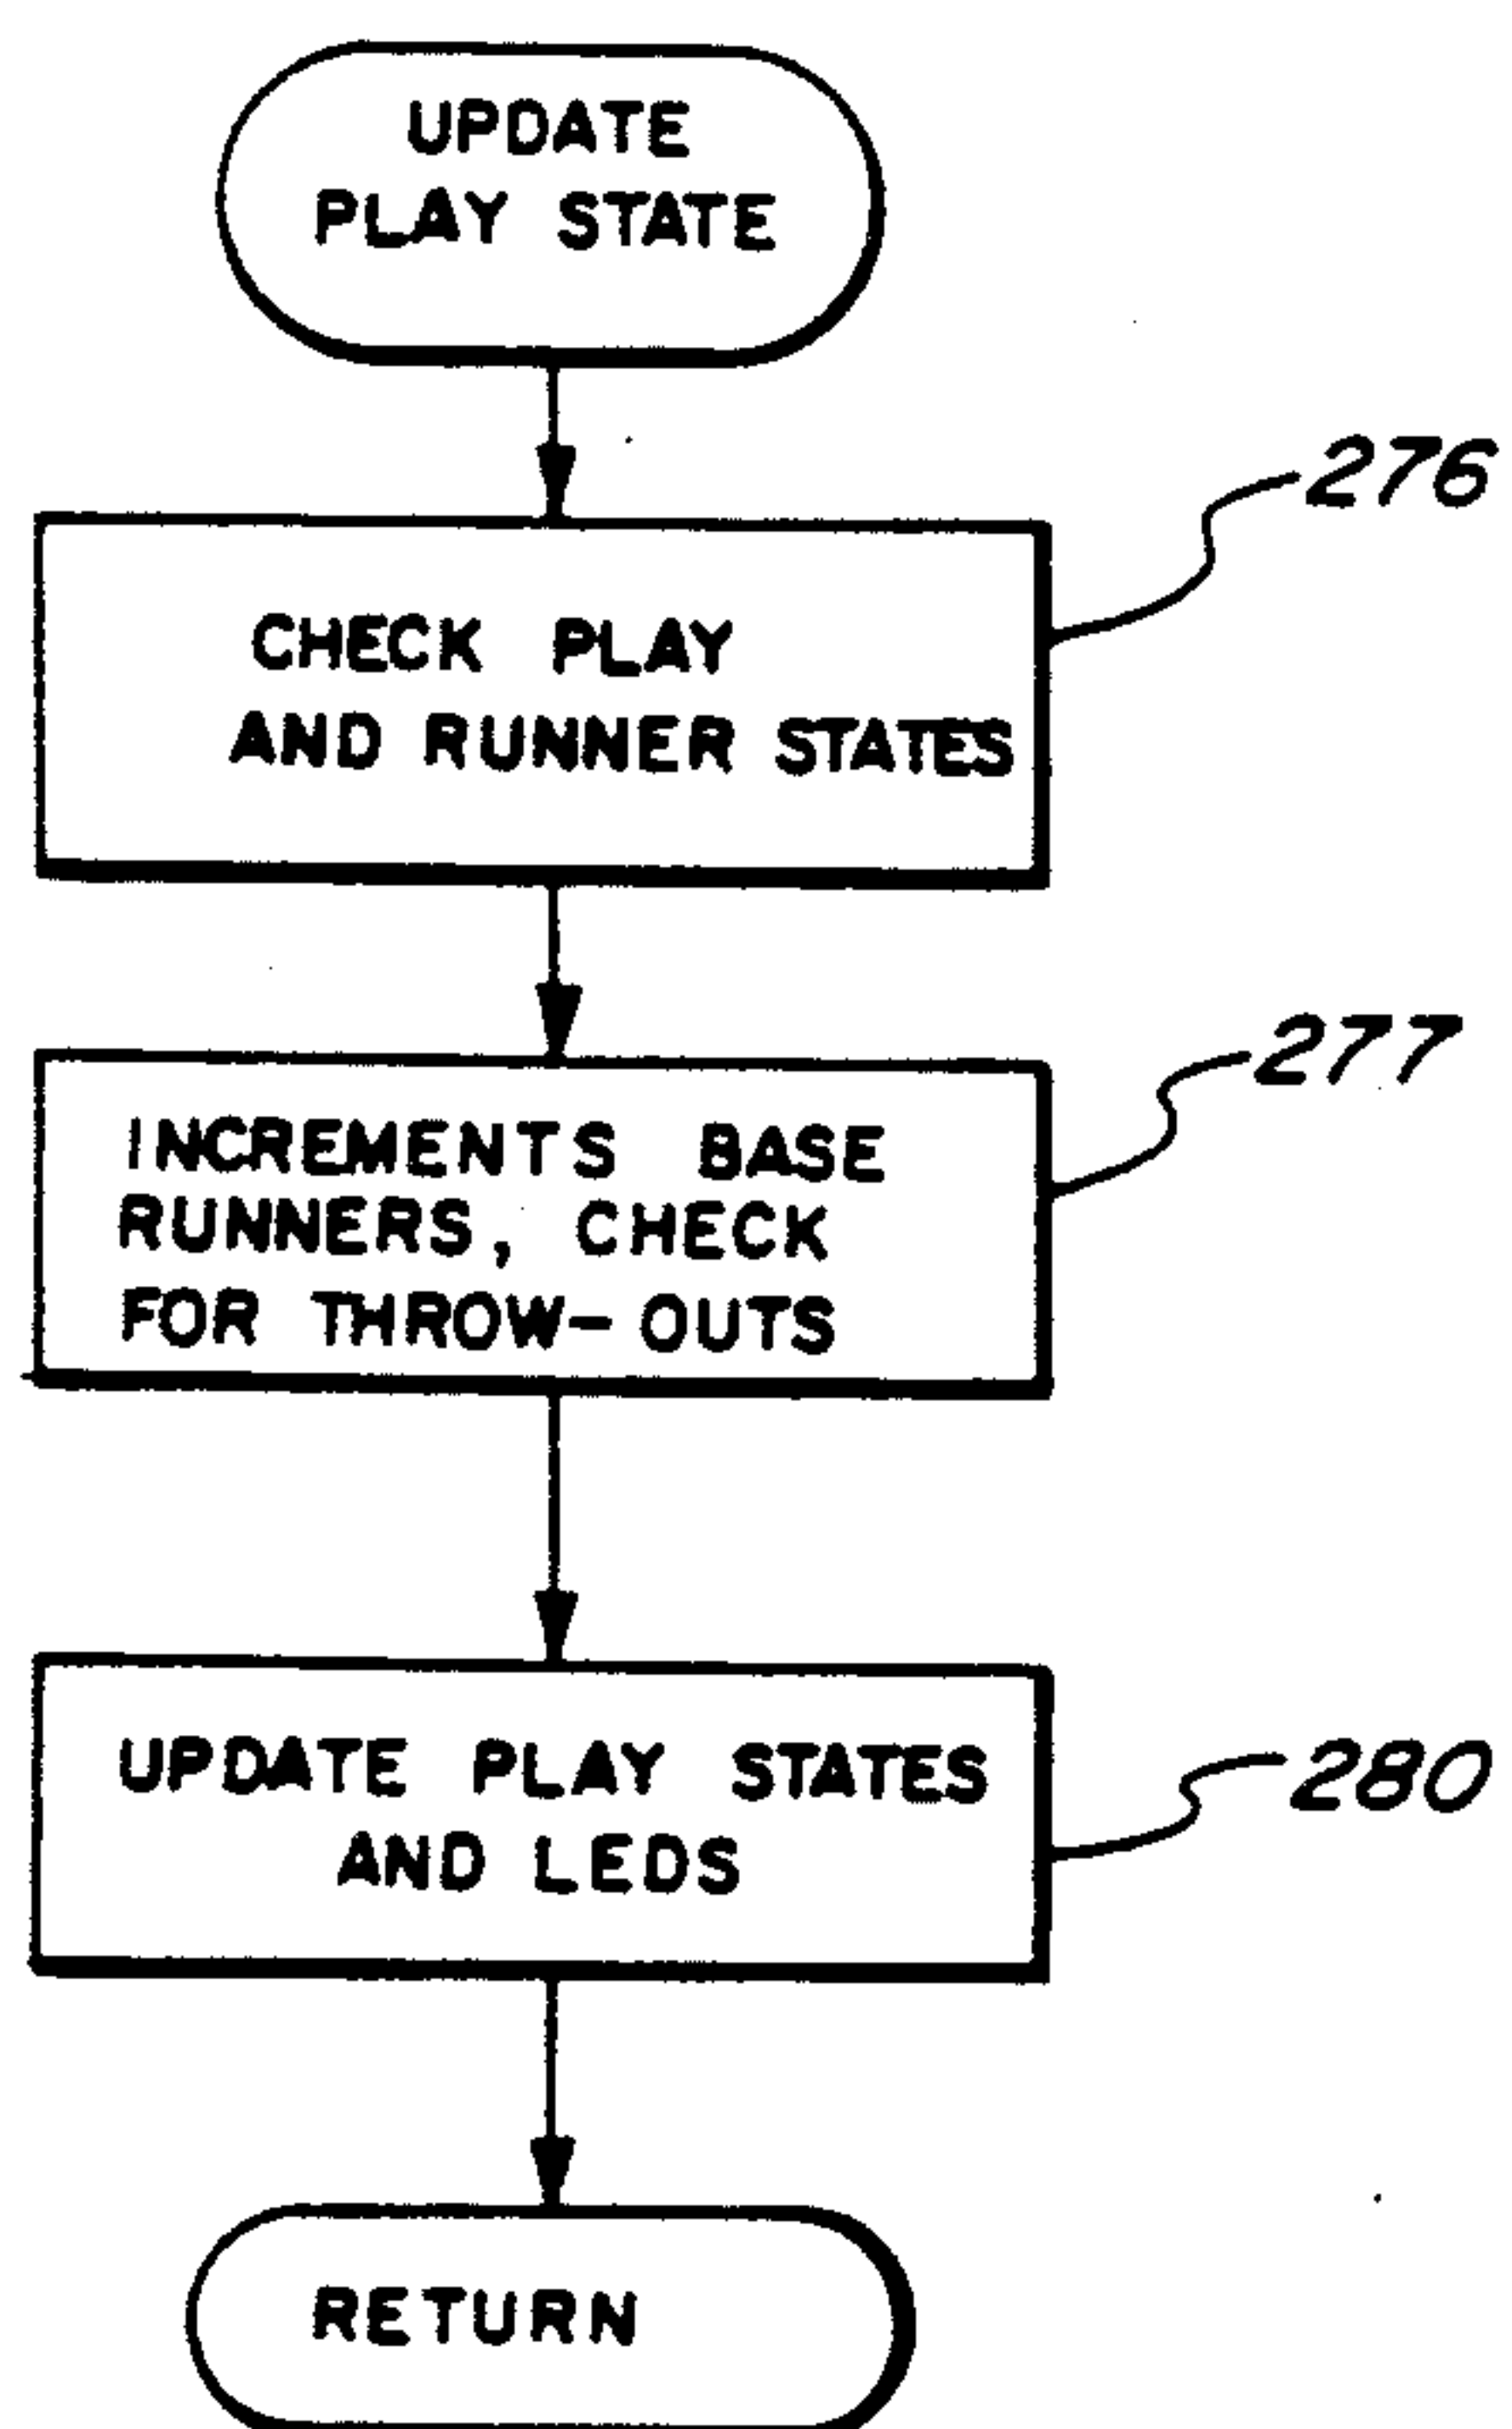 UPDATE
PLAY STATE
276
CHECK PLAY
AND RUNNER STATES
277
INCREMENTS BASE
RUNNERS, CHECK
FOR THROW-OUTS
UPDATE PLAY STATES
280
AND LEDS
RETURN